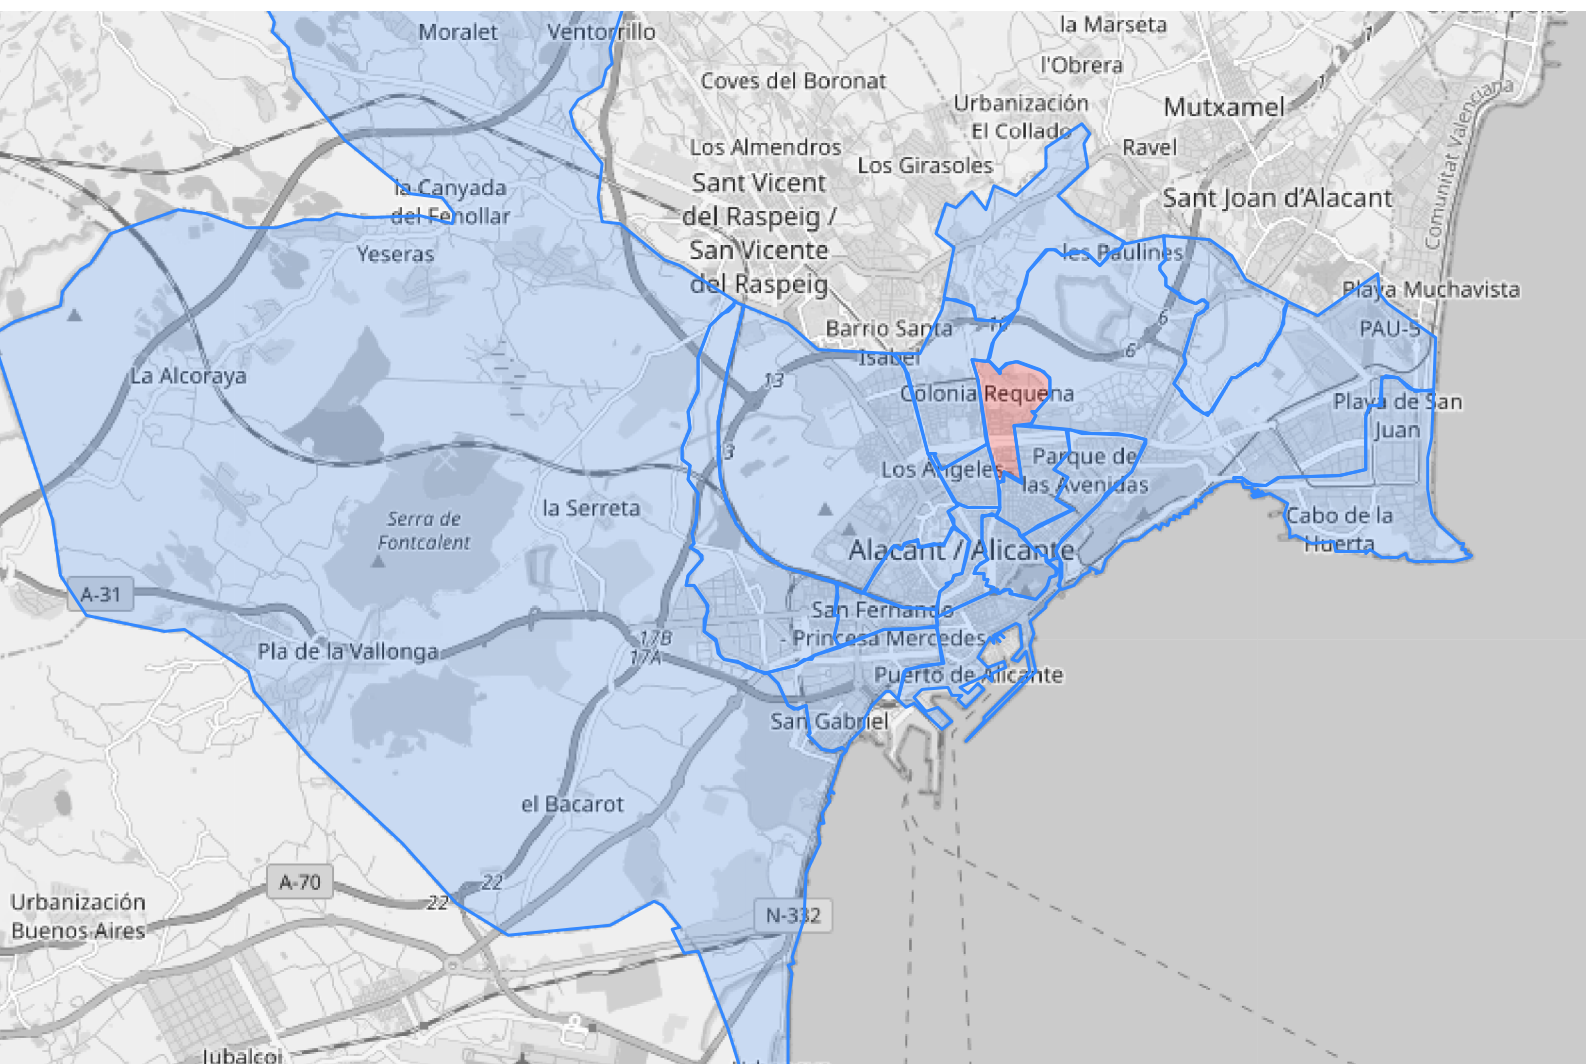 Moralet
Ventorrillo
la Marseta
l'Obrera
1
1
Coves del Boronat
Urbanización
El Collado
Mutxamel
Comunitat Valenciana
Los Almendros
Los Girasoles
Ravel
Sant Vicent
del Raspeig /
San Vicente
del Raspeig
Sant Joan d'Alacant
la Canyada
del Fenollar
Yeseras
les Paulines
Playa Muchavista
PAU-5
Barrio Santa
Isabel
10
6
6
La Alcoraya
13
Colonia Requena
Playa de San
Juan
3
Los Angeles
Parque de
las Avenidas
la Serreta
Serra de
Fontcalent
Cabo de la
Huerta
Alacant / Alicante
A-31
San Fernando
- Princesa Mercedes
17B
17A
Pla de la Vallonga
Puerto de Alicante
San Gabriel
el Bacarot
A-70
22
22
Urbanización
Buenos Aires
N-332